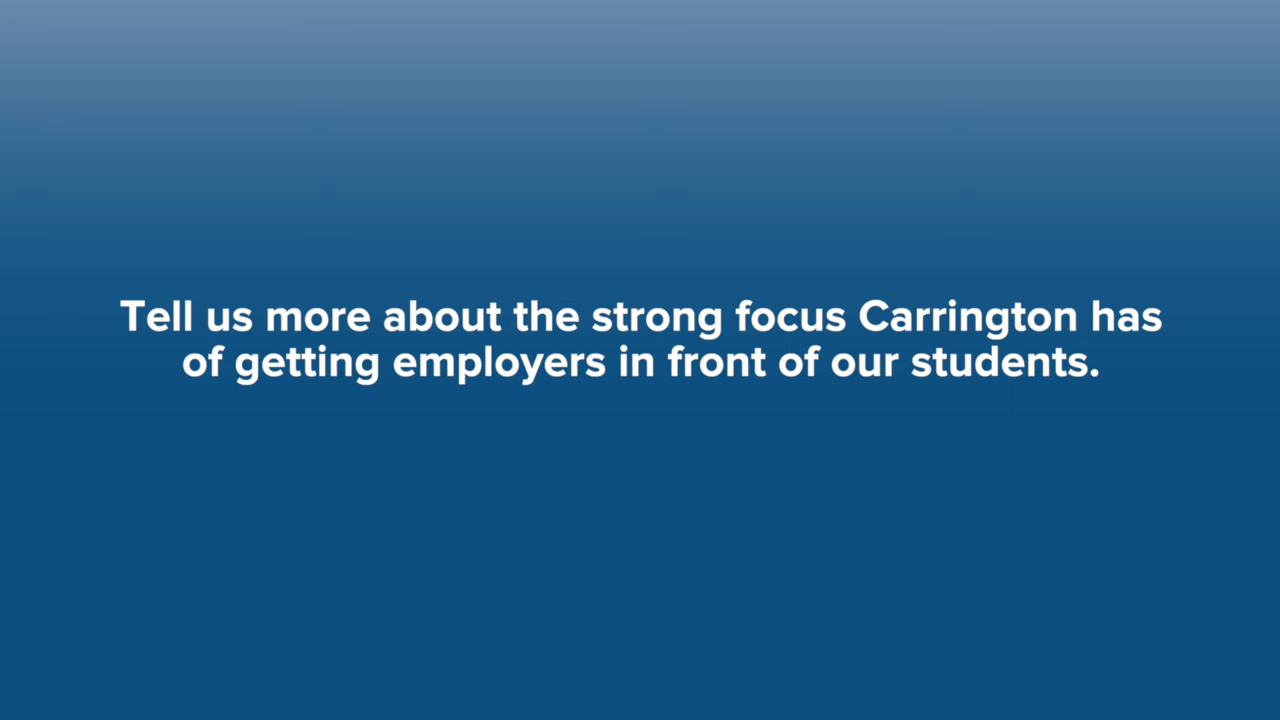 Tell us more about the strong focus Carrington has
of getting employers in front of our students.